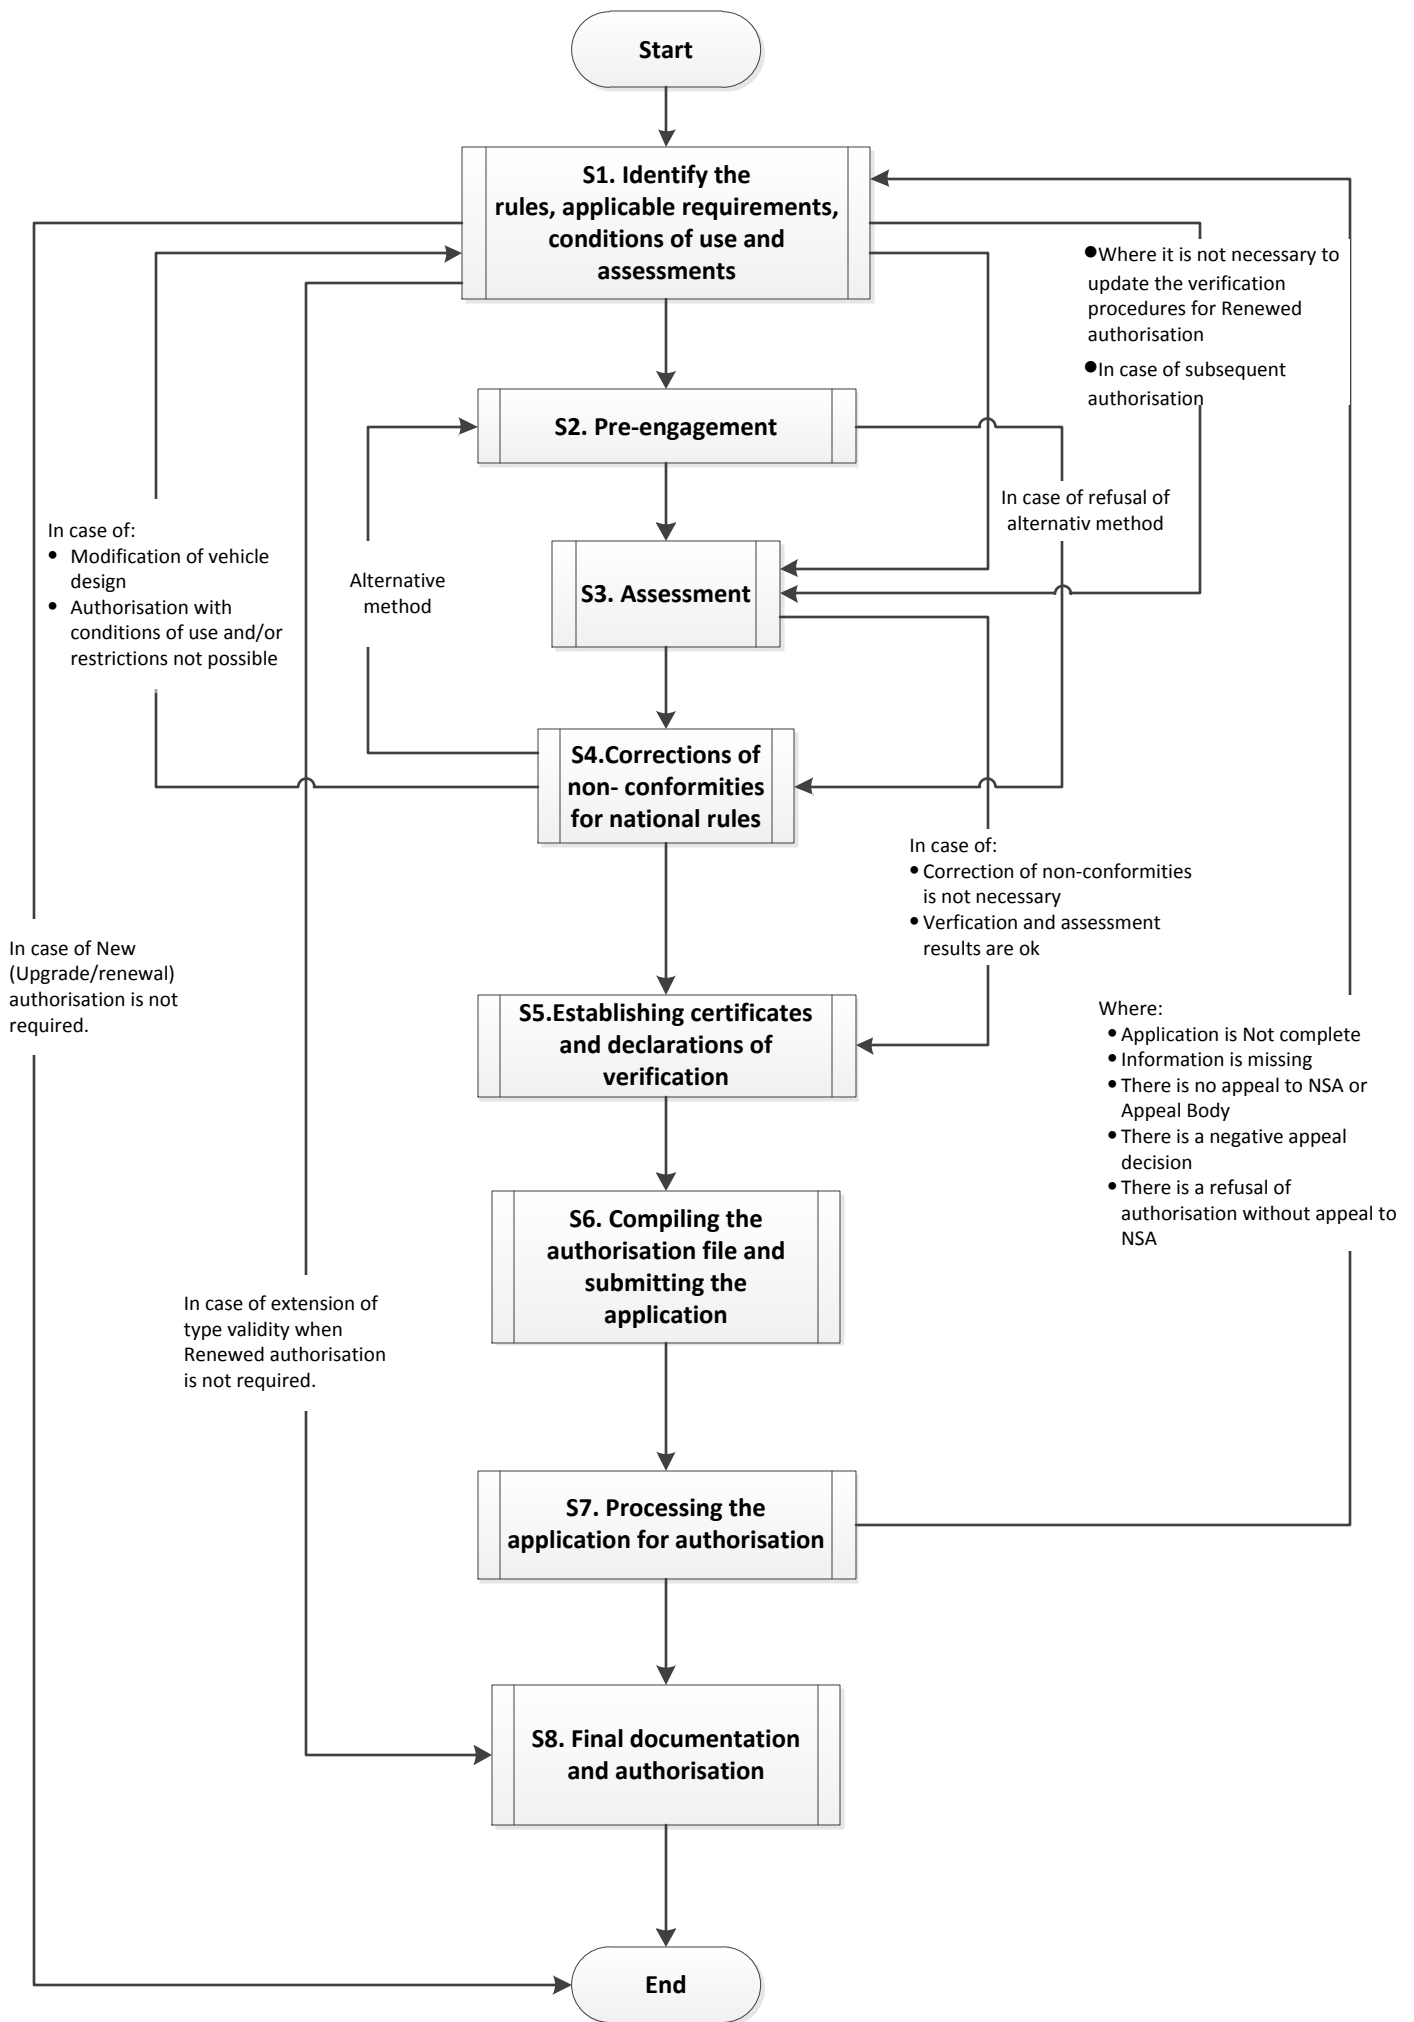 Start
S1. Identify the
rules, applicable requirements,
conditions of use and
assessments
●Where it is not necessary to
update the verification
procedures for Renewed
authorisation
●In case of subsequent
authorisation
S2. Pre-engagement
In case of refusal of
alternativ method
In case of:
• Modification of vehicle
design
• Authorisation with
conditions of use and/or
restrictions not possible
Alternative
method
S3. Assessment
S4.Corrections of
non- conformities
for national rules
In case of:
• Correction of non-conformities
is not necessary
• Verfication and assessment
results are ok
In case of New
(Upgrade/renewal)
authorisation is not
required.
S5.Establishing certificates
and declarations of
verification
Where:
• Application is Not complete
• Information is missing
• There is no appeal to NSA or
Appeal Body
• There is a negative appeal
decision
• There is a refusal of
authorisation without appeal to
NSA
S6. Compiling the
authorisation file and
submitting the
application
In case of extension of
type validity when
Renewed authorisation
is not required.
S7. Processing the
application for authorisation
S8. Final documentation
and authorisation
End